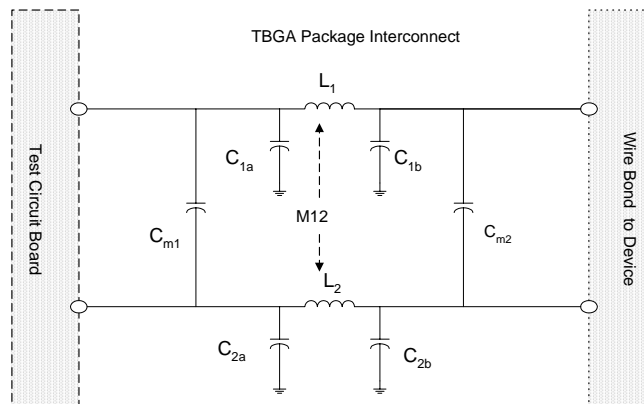 TBGA Package Interconnect
L1
C1a
C1b
M12
Cm1
Cm2
L2
C2a
C2b
Test Circuit Board
Wire Bond to Device